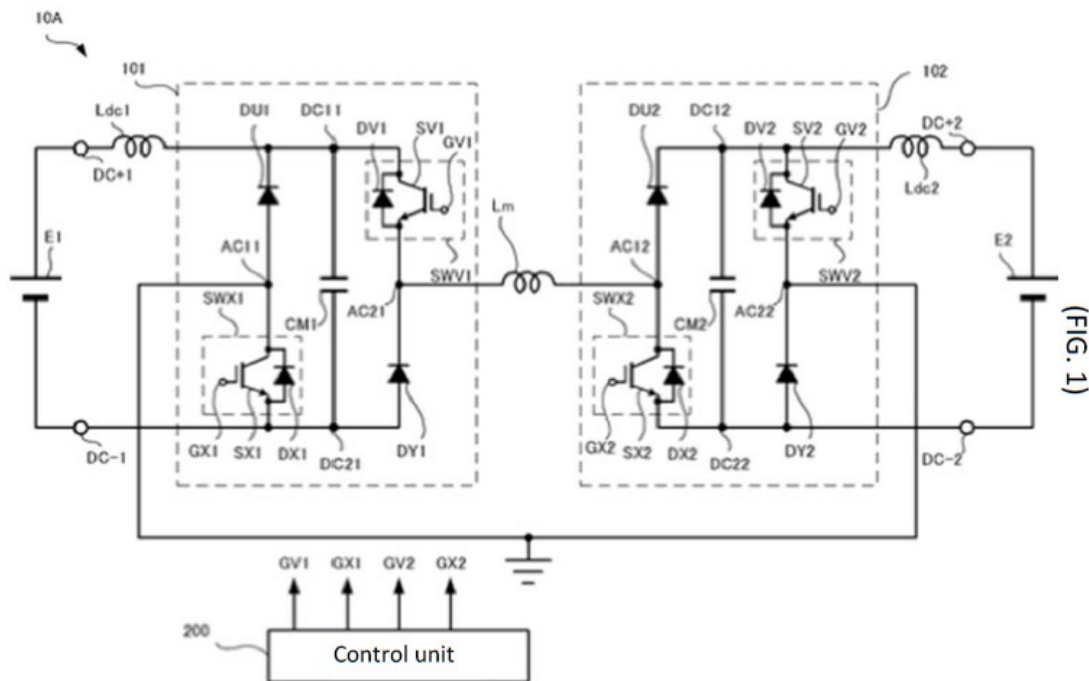 10A
101
102
Ldc1
DU1
DC11
DV1
SV1
GV1
DU2
DC12
DV2
SV2
GV2
DC+2
DC+1
Ldc2
Lm
E1
AC11
SWV1
AC12
SWV2
E2
SWX1
AC21
SWX2
AC22
CM1
CM2
(FIG. 1)
DC-1
GX1
SX1
DX1
DC21
DY1
GX2
SX2
DX2
DC22
DY2
DC-2
GV1
GX1
GV2
GX2
200
Control unit